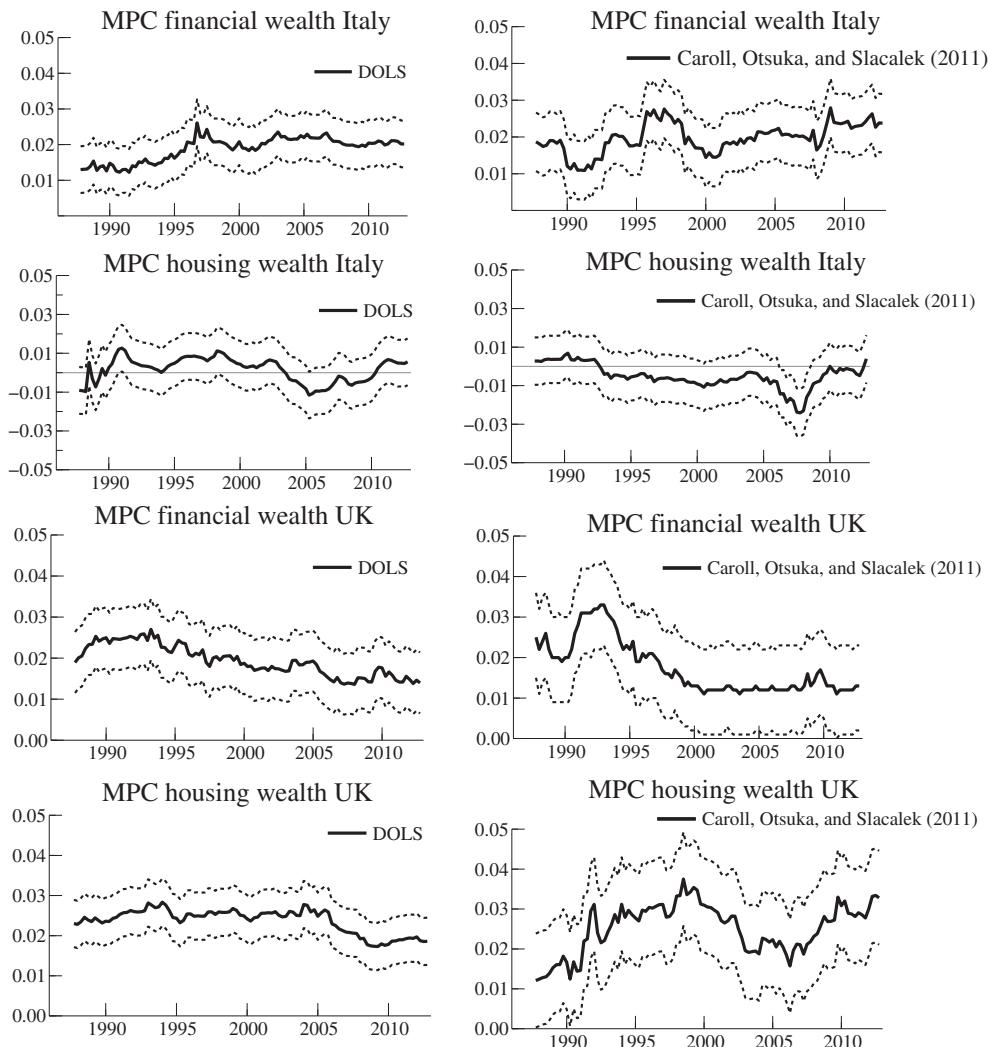 MPC financial wealth Italy
0.05
0.04
0.03
0.02
0.01
DOLS
1990 1995 2000 2005 2010
MPC financial wealth Italy
0.05
0.04
0.03
0.02
0.01
Caroll, Otsuka, and Slacalek (2011)
1990 1995 2000 2005 2010
MPC housing wealth Italy
0.05
0.03
0.01
−0.01
−0.03
−0.05
DOLS
1990 1995 2000 2005 2010
MPC housing wealth Italy
0.05
0.03
0.01
−0.01
−0.03
−0.05
Caroll, Otsuka, and Slacalek (2011)
1990 1995 2000 2005 2010
MPC financial wealth UK
0.05
0.04
0.03
0.02
0.01
0.00
DOLS
1990 1995 2000 2005 2010
MPC financial wealth UK
0.05
0.04
0.03
0.02
0.01
0.00
Caroll, Otsuka, and Slacalek (2011)
1990 1995 2000 2005 2010
MPC housing wealth UK
0.05
0.04
0.03
0.02
0.01
0.00
DOLS
1990 1995 2000 2005 2010
MPC housing wealth UK
0.05
0.04
0.03
0.02
0.01
0.00
Caroll, Otsuka, and Slacalek (2011)
1990 1995 2000 2005 2010